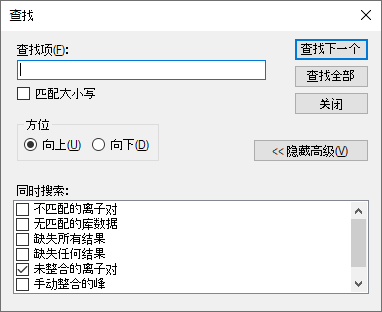 查找
查找项(F):
查找下一个
查找全部
匹配大小写
关闭
方位
向上(U) 向下(D)
<< 隐藏高级(V)
同时搜索:
不匹配的离子对
无匹配的库数据
缺失所有结果
缺失任何结果
未整合的离子对
手动整合的峰